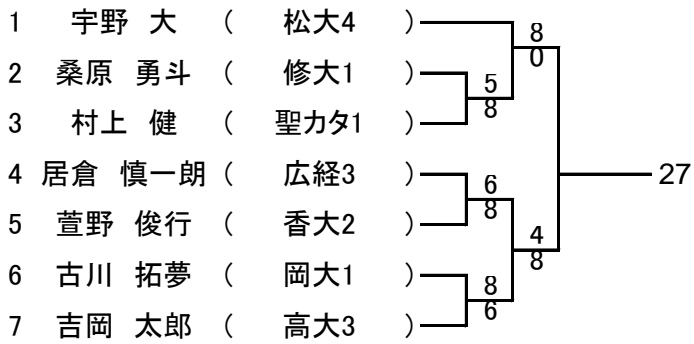 1 宇野 大 ( 松大4 )
8
0
2 桑原 勇斗 ( 修大1 )
5
8
3 村上 健 ( 聖カタ1 )
4 居倉 慎一朗 ( 広経3 )
27
6
8
5 萱野 俊行 ( 香大2 )
4
8
6 古川 拓夢 ( 岡大1 )
8
6
7 吉岡 太郎 ( 高大3 )